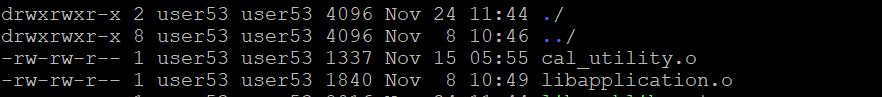 drwxrwxr-x 2 user53 user53 4096 Nov 24 11:44 ./
drwxrwxr-x 8 user53 user53 4096 Nov  8 10:46 ../
-rw-rw-r-- 1 user53 user53 1337 Nov 15 05:55 cal_utility.o
-rw-rw-r-- 1 user53 user53 1840 Nov  8 10:49 libapplication.o